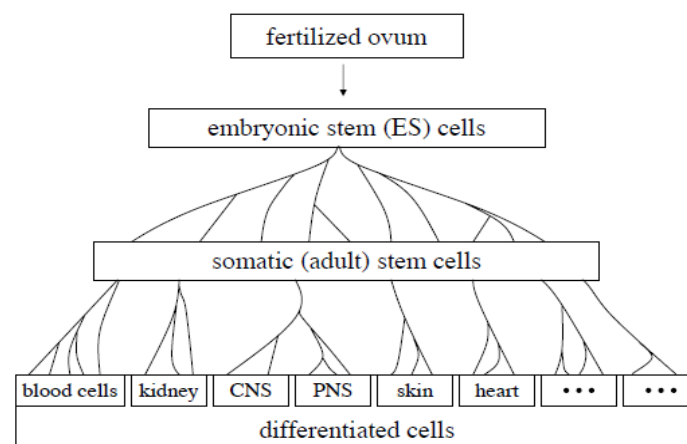 fertilized ovum
embryonic stem (ES) cells
somatic (adult) stem cells
blood cells kidney CNS PNS skin heart ••• •••
differentiated cells